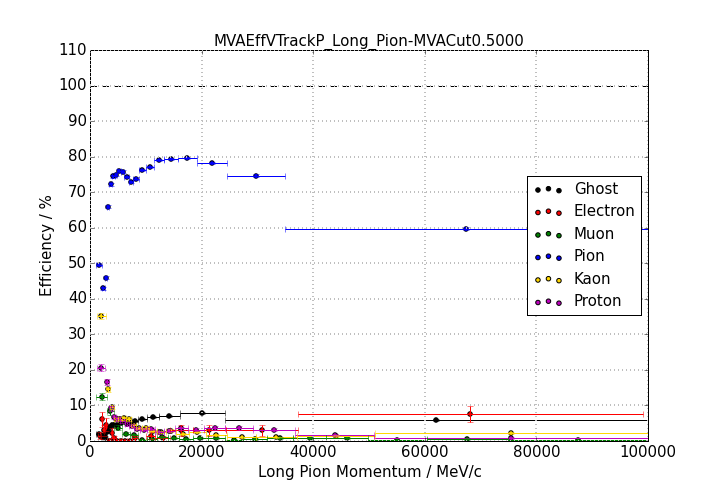 MVAEffVTrackP_Long_Pion-MVACut0.5000
110
100
90
80
70
60
50
40
30
20
10
0
Efficiency / %
Ghost
Electron
Muon
Pion
Kaon
Proton
0 20000 40000 60000 80000 100000
Long Pion Momentum / MeV/c